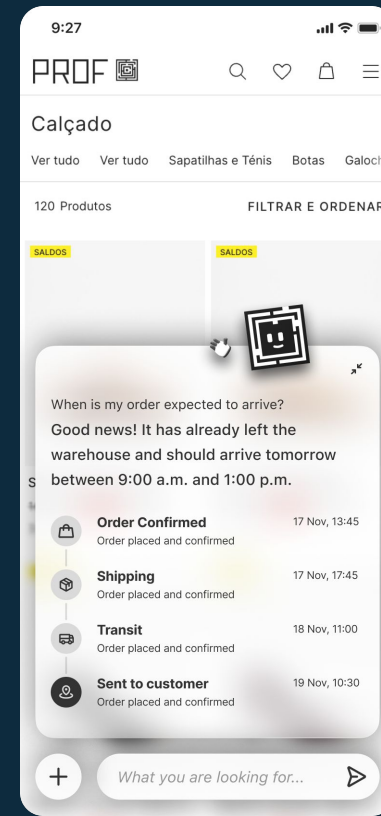 9:27
PROF
Calçado
Ver tudo Ver tudo Sapatilhas e Ténis Botas Galoch
120 Produtos FILTRAR E ORDENAR
SALDOS SALDOS
When is my order expected to arrive?
Good news! It has already left the
warehouse and should arrive tomorrow
between 9:00 a.m. and 1:00 p.m.
Order Confirmed 17 Nov, 13:45
Order placed and confirmed
Shipping 17 Nov, 17:45
Order placed and confirmed
Transit 18 Nov, 11:00
Order placed and confirmed
Sent to customer 19 Nov, 10:30
Order placed and confirmed
What you are looking for...